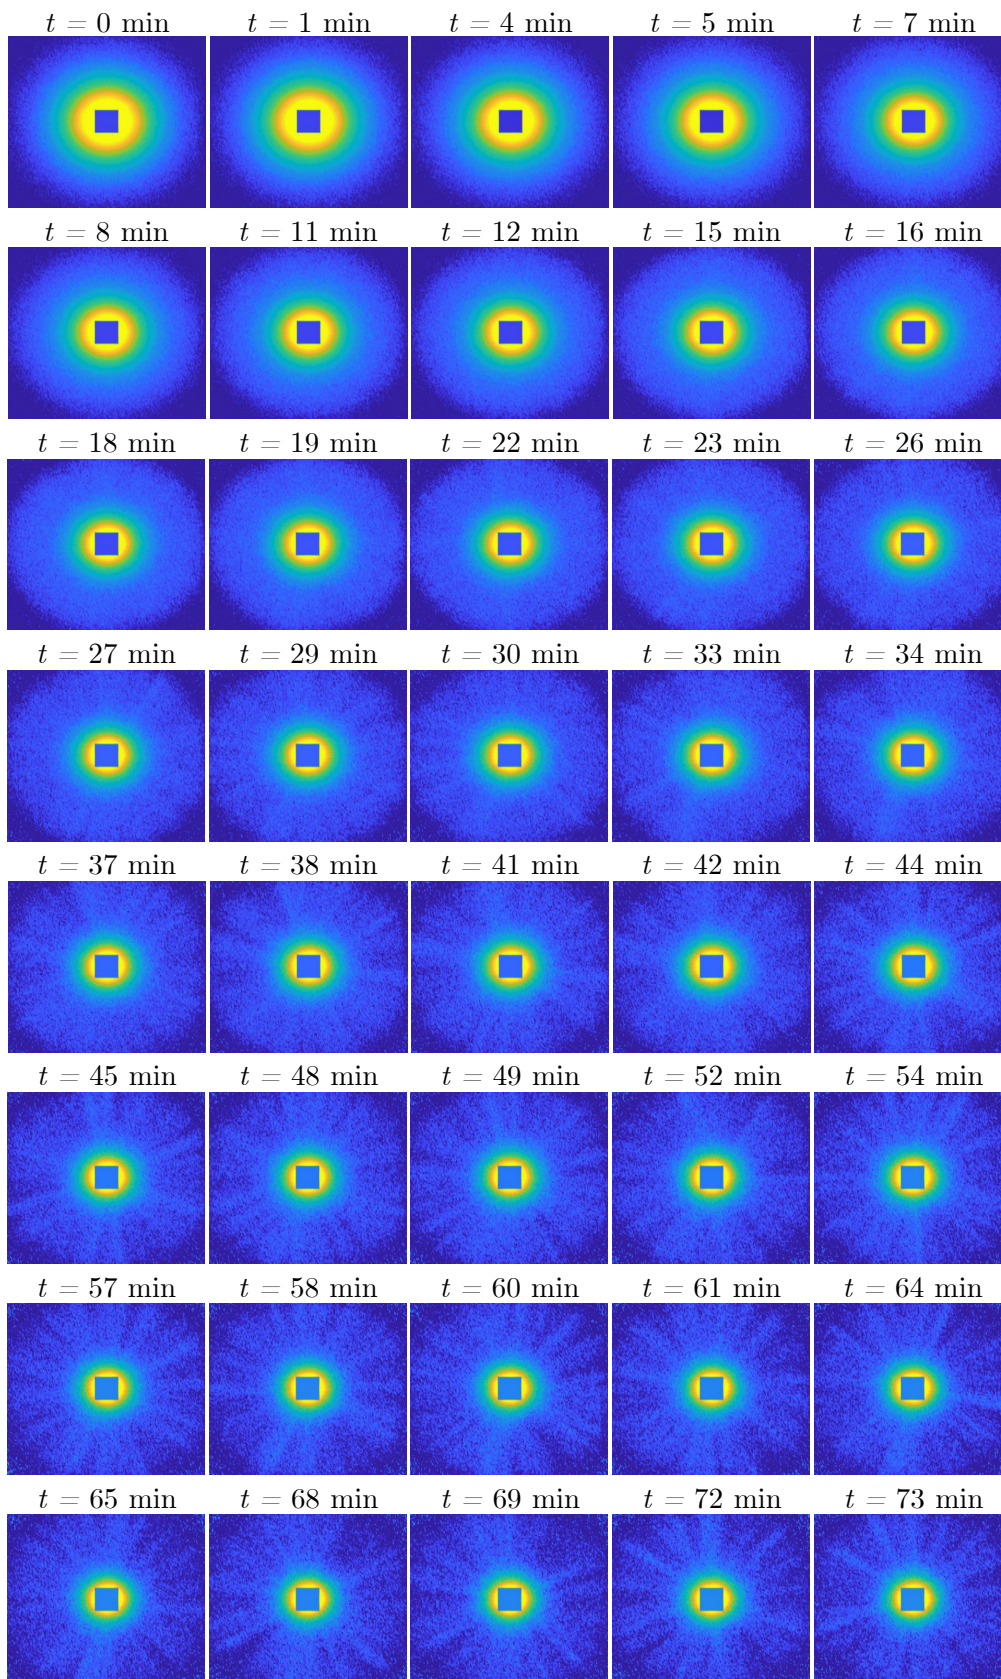 t = 0 min t = 1 min t = 4 min t = 5 min t = 7 min
t = 8 min t = 11 min t = 12 min t = 15 min t = 16 min
t = 18 min t = 19 min t = 22 min t = 23 min t = 26 min
t = 27 min t = 29 min t = 30 min t = 33 min t = 34 min
t = 37 min t = 38 min t = 41 min t = 42 min t = 44 min
t = 45 min t = 48 min t = 49 min t = 52 min t = 54 min
t = 57 min t = 58 min t = 60 min t = 61 min t = 64 min
t = 65 min t = 68 min t = 69 min t = 72 min t = 73 min